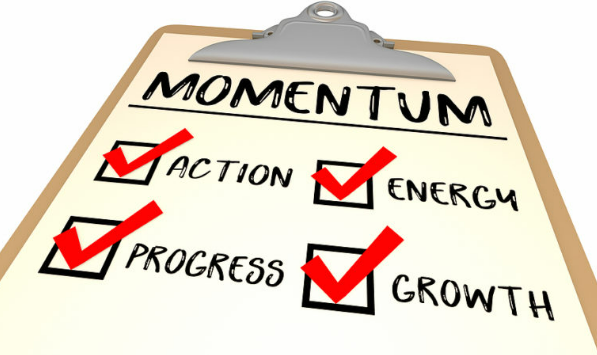 MOMENTUM
ACTION ENERGY
PROGRESS GROWTH